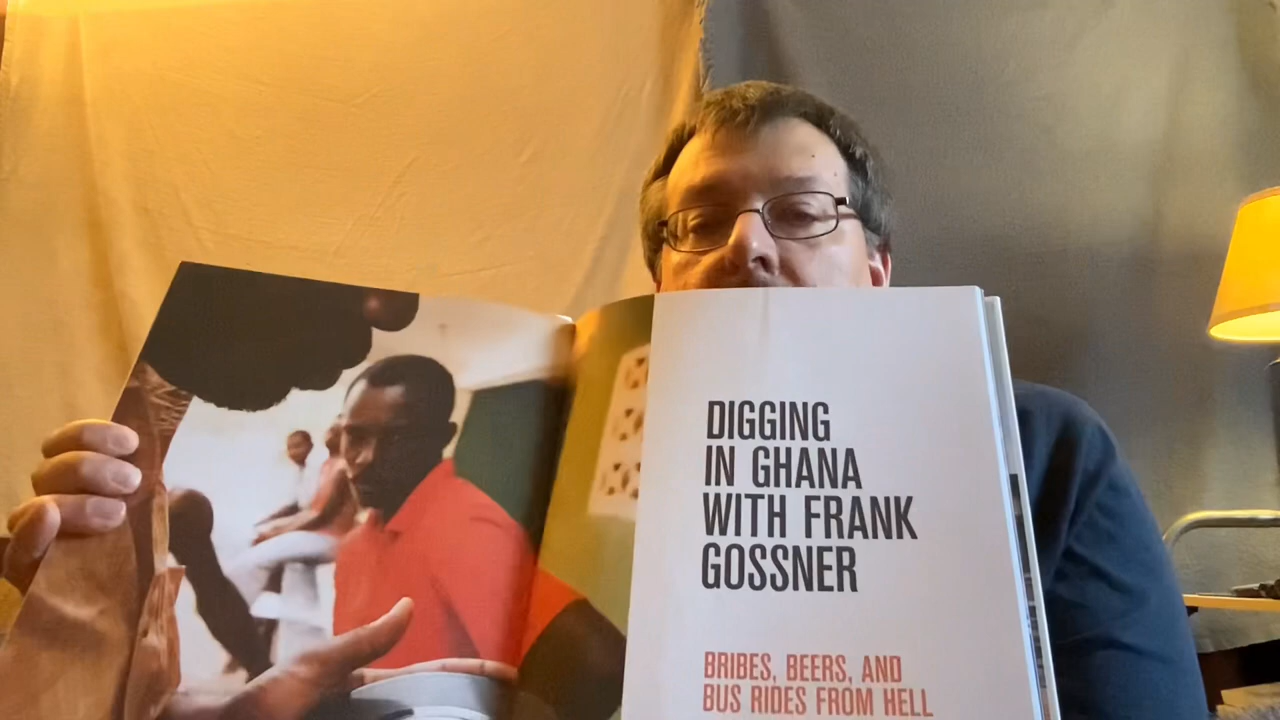 DIGGING
IN GHANA
WITH FRANK
GOSSNER
BRIBES, BEERS, AND
BUS RIDES FROM HELL